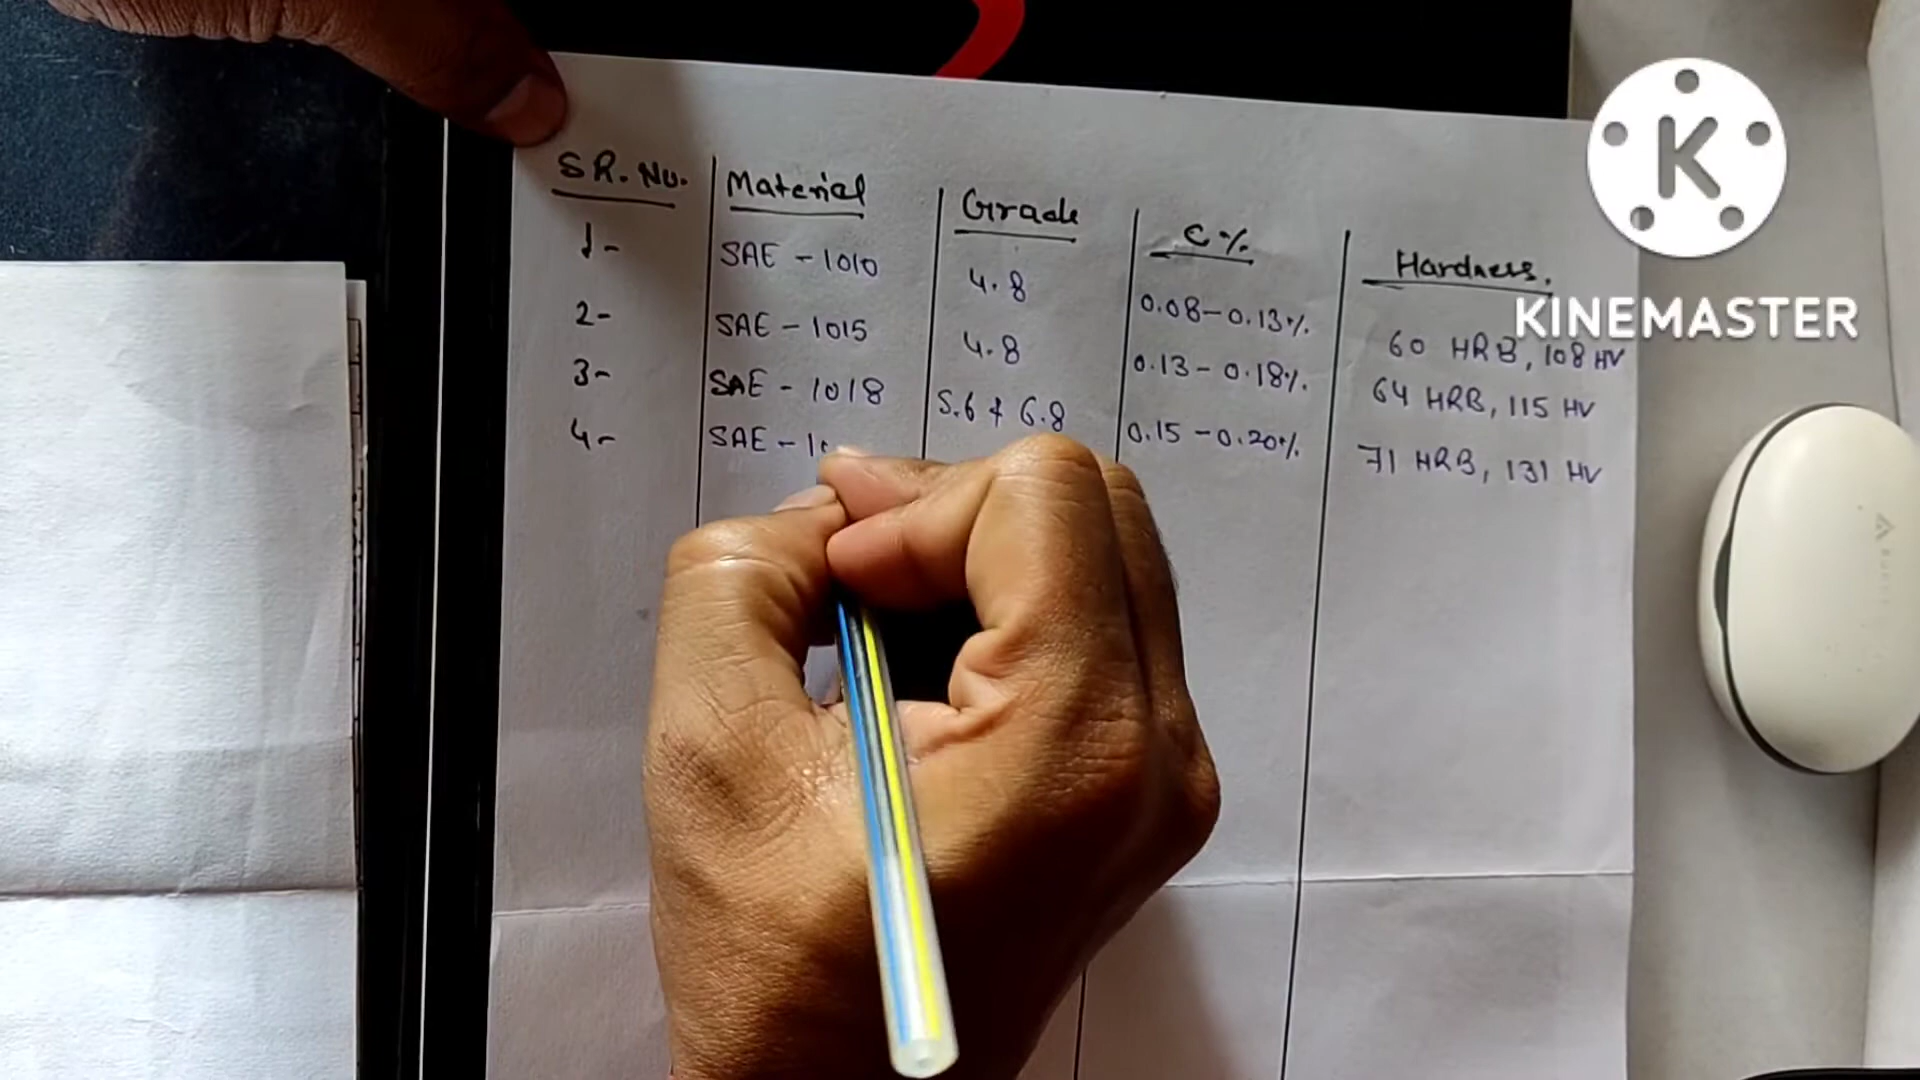 SR. No. Material Grade C% Hardness.
1- SAE - 1010 4.8 0.08-0.13% 60 HRB, 108 HV
2- SAE - 1015 4.8 0.13-0.18% 64 HRB, 115 HV
3- SAE - 1018 5.6 & 6.8 0.15-0.20% 71 HRB, 131 HV
4- SAE - 10
K
KINEMASTER